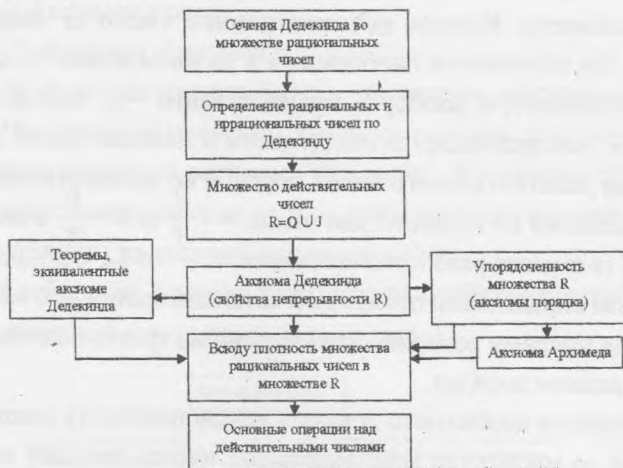 Сечения Дедекинда во
множестве рациональных
чисел
Определение рациональных и
иррациональных чисел по
Дедекинду
Множество действительных
чисел
R=Q U J
Теоремы,
эквивалентные
аксиоме
Дедекинда
Аксиома Дедекинда
(свойства непрерывности R)
Упорядоченность
множества R
(аксиомы порядка)
Всюду плотность множества
рациональных чисел в
множестве R
Аксиома Архимеда
Основные операции над
действительными числами